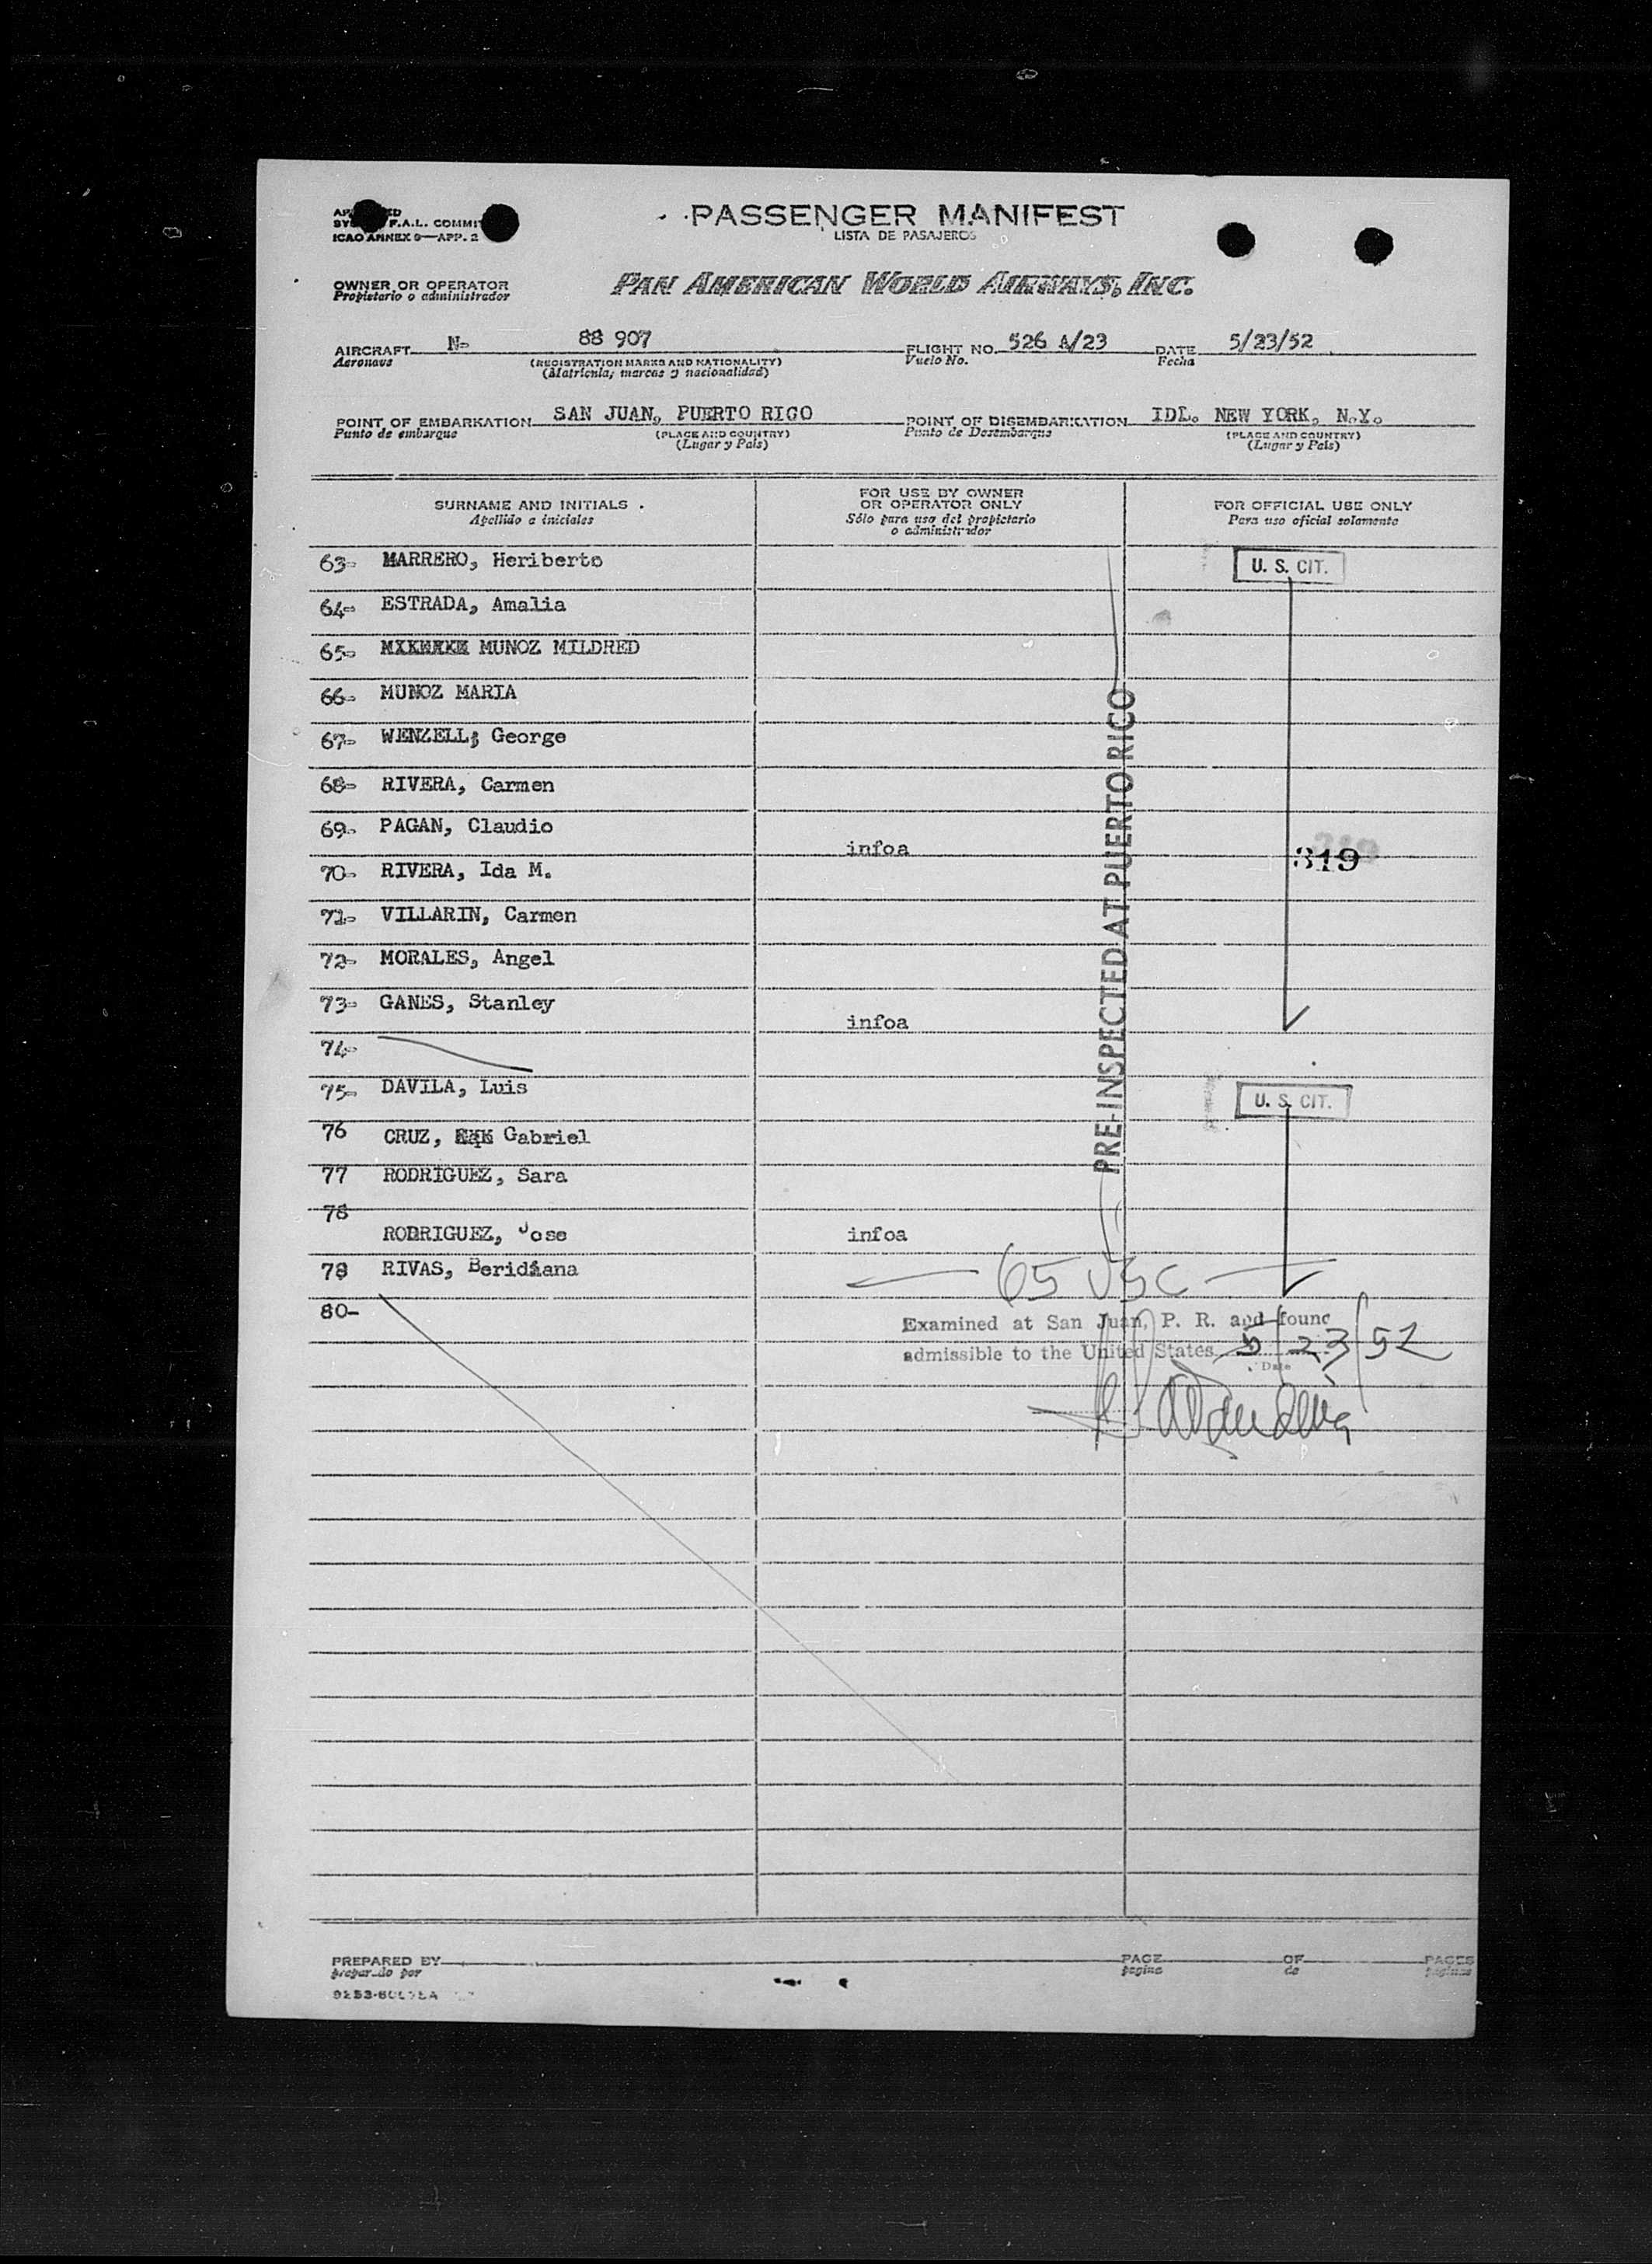 PASSENGER MANIFEST
LISTA DE PASAJEROS
F.A.L.
ICAO ANNEX 9—APP. 2
OWNER OR OPERATOR
Propietario o administrador
PAN AMERICAN WORLD AIRWAYS, INC.
AIRCRAFT N- 88 907 FLIGHT NO. 526 A/23 DATE 5/23/52
Aeronave (REGISTRATION MARKS AND NATIONALITY) Vuelo No. Fecha
(Matricula; marcas y nacionalidad)
POINT OF EMBARKATION SAN JUAN, PUERTO RICO POINT OF DISEMBARKATION IDL. NEW YORK, N.Y.
Punto de embarque (PLACE AND COUNTRY) Punto de Desembarque (PLACE AND COUNTRY)
(Lugar y País) (Lugar y País)
SURNAME AND INITIALS
Apellido e iniciales
FOR USE BY OWNER
OR OPERATOR ONLY
Sólo para uso del propietario
o administrador
FOR OFFICIAL USE ONLY
Para uso oficial solamente
63- MARRERO, Heriberto U. S. CIT.
64- ESTRADA, Amalia
65- MUNOZ MILDRED
66- MUNOZ MARIA
67- WENZELL; George
68- RIVERA, Carmen
69- PAGAN, Claudio infoa 319
70- RIVERA, Ida M.
71- VILLARIN, Carmen
72- MORALES, Angel
73- GANES, Stanley infoa
74-
75- DAVILA, Luis U. S. CIT.
76 CRUZ, Gabriel
77 RODRIGUEZ, Sara
78
RODRIGUEZ, Jose infoa
79 RIVAS, Beridiana 65 USC
80-
PRE-INSPECTED AT PUERTO RICO
Examined at San Juan, P. R. and found
admissible to the United States 5/23/52
Date
PREPARED BY PAGE OF PAGES
preparado por pagina de paginas